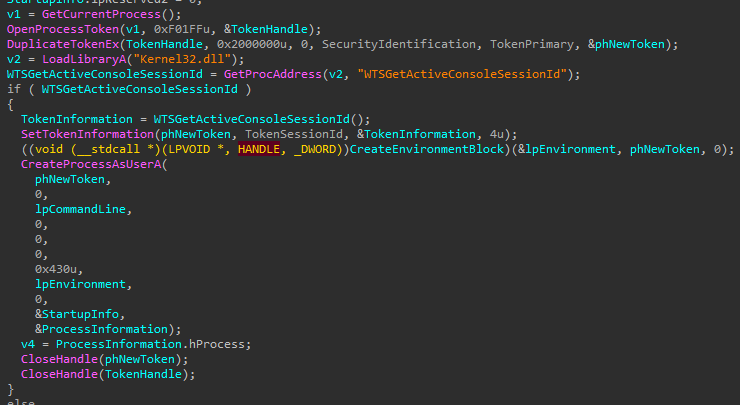 StartupInfo.lpReserved2 = 0;
v1 = GetCurrentProcess();
OpenProcessToken(v1, 0xF01FFu, &TokenHandle);
DuplicateTokenEx(TokenHandle, 0x2000000u, 0, SecurityIdentification, TokenPrimary, &phNewToken);
v2 = LoadLibraryA("Kernel32.dll");
WTSGetActiveConsoleSessionId = GetProcAddress(v2, "WTSGetActiveConsoleSessionId");
if ( WTSGetActiveConsoleSessionId )
{
TokenInformation = WTSGetActiveConsoleSessionId();
SetTokenInformation(phNewToken, TokenSessionId, &TokenInformation, 4u);
((void (__stdcall *)(LPVOID *, HANDLE, _DWORD))CreateEnvironmentBlock)(&lpEnvironment, phNewToken, 0);
CreateProcessAsUserA(
phNewToken,
0,
lpCommandLine,
0,
0,
0,
0x430u,
lpEnvironment,
0,
&StartupInfo,
&ProcessInformation);
v4 = ProcessInformation.hProcess;
CloseHandle(phNewToken);
CloseHandle(TokenHandle);
}
else